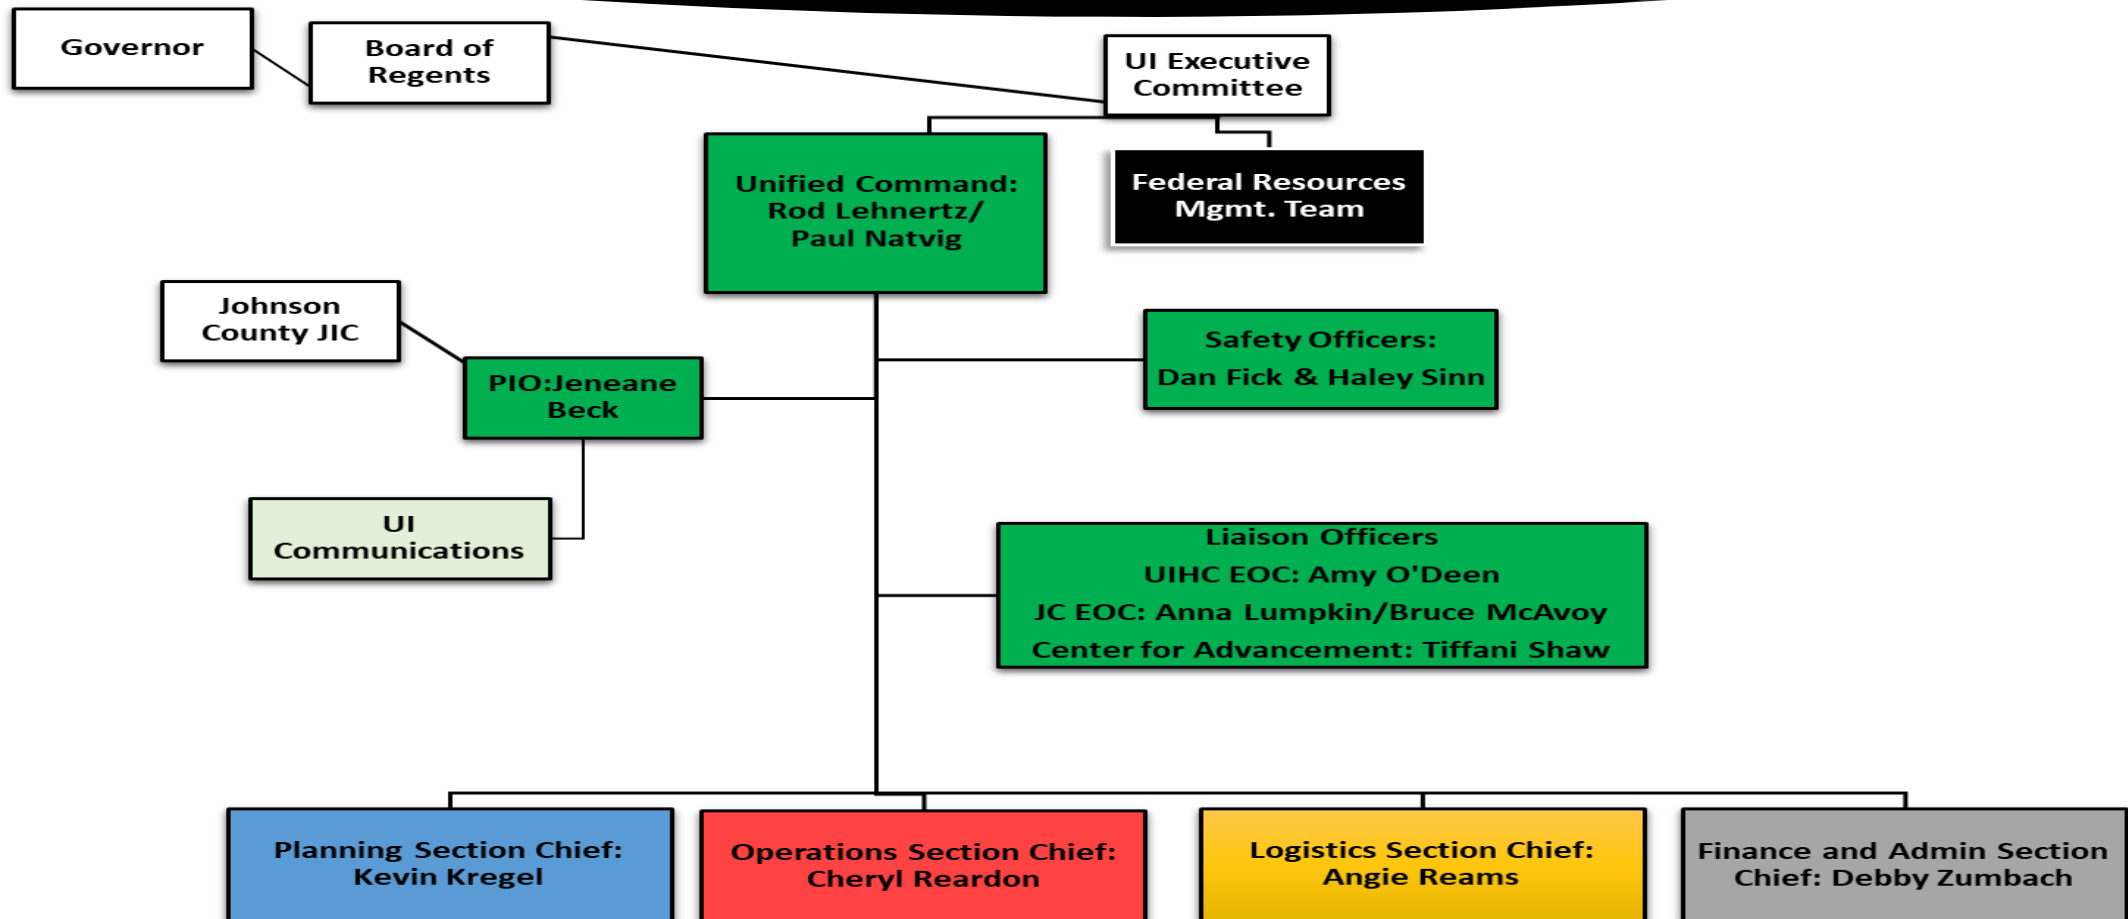 Governor
Board of
Regents
UI Executive
Committee
Unified Command:
Rod Lehnertz/
Paul Natvig
Federal Resources
Mgmt. Team
Johnson
County JIC
PIO:Jeneane
Beck
Safety Officers:
Dan Fick & Haley Sinn
UI
Communications
Liaison Officers
UIHC EOC: Amy O'Deen
JC EOC: Anna Lumpkin/Bruce McAvoy
Center for Advancement: Tiffani Shaw
Planning Section Chief:
Kevin Kregel
Operations Section Chief:
Cheryl Reardon
Logistics Section Chief:
Angie Reams
Finance and Admin Section
Chief: Debby Zumbach